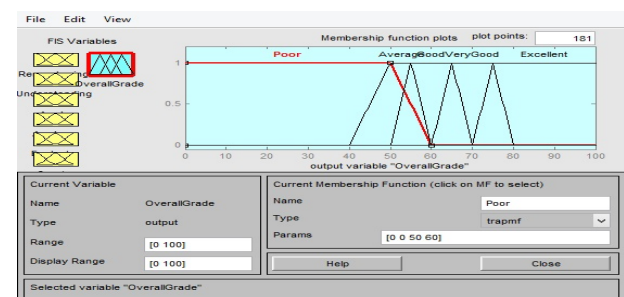 File Edit View
FIS Variables
Membership function plots plot points: 181
Poor Average Good VeryGood Excellent
1
0.5
0
0 10 20 30 40 50 60 70 80 90 100
output variable "OverallGrade"
OverallGrade
Current Variable
Name OverallGrade
Type output
Range [0 100]
Display Range [0 100]
Current Membership Function (click on MF to select)
Name Poor
Type trapmf
Params [0 0 50 60]
Help Close
Selected variable "OverallGrade"